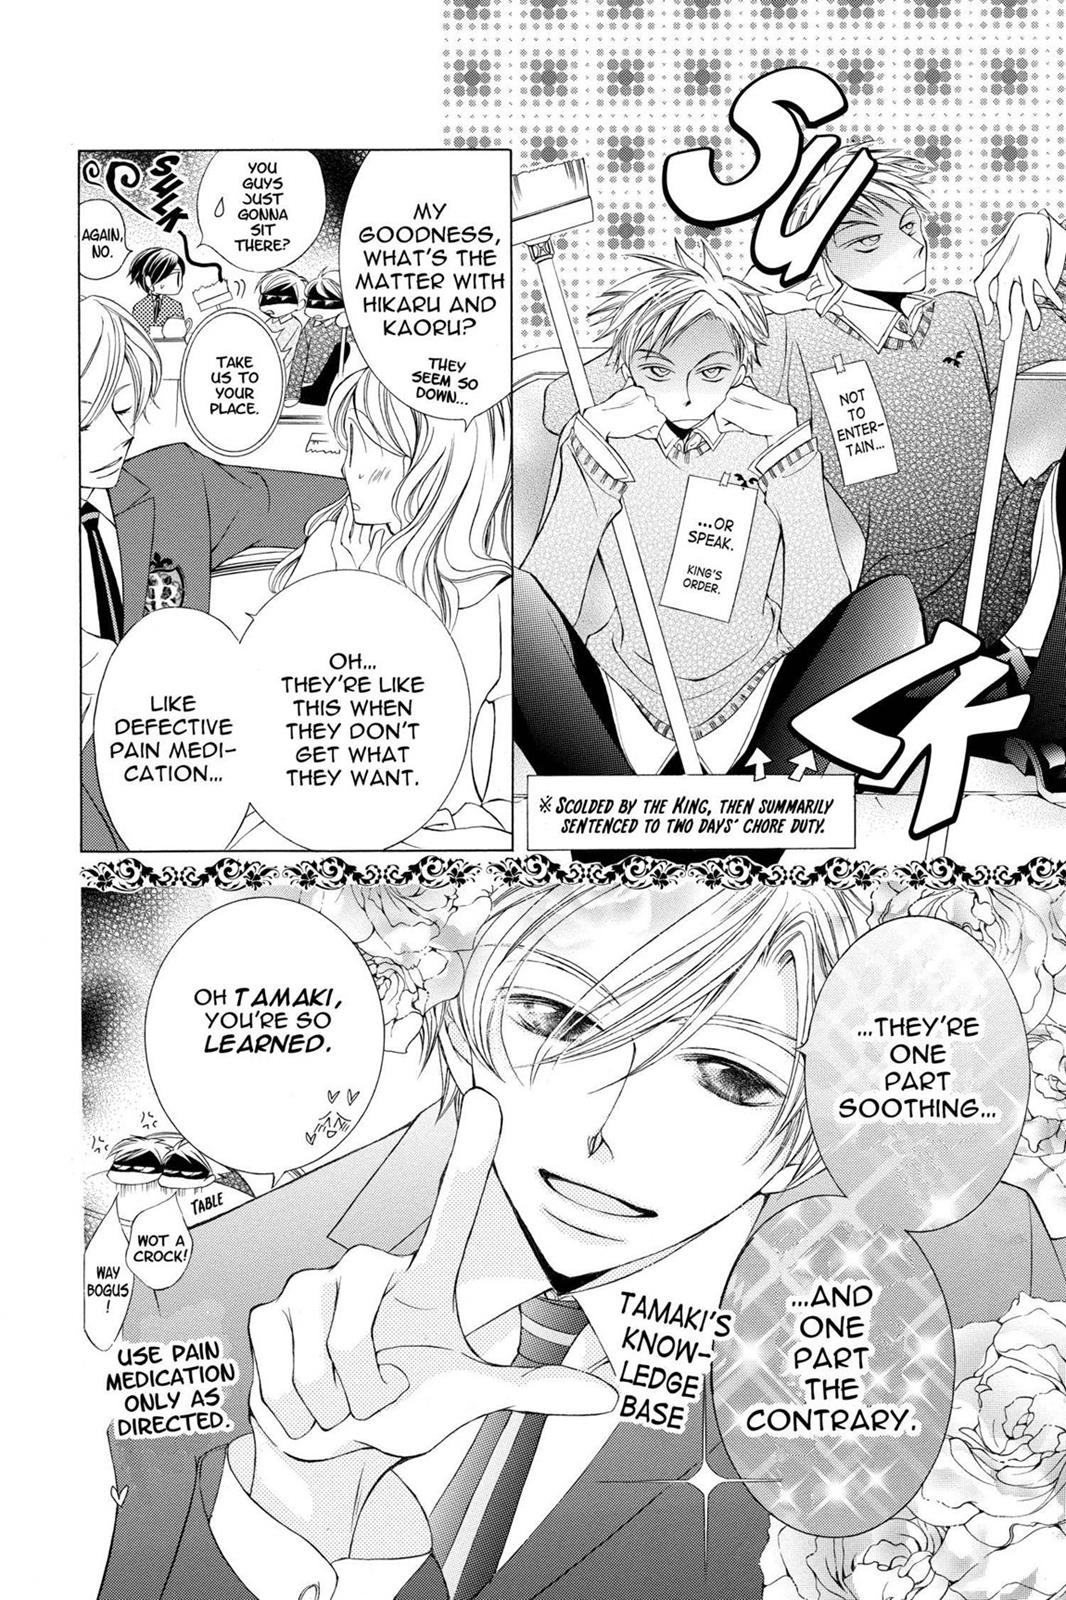 SULK
NOT
TO
ENTER-
TAIN...
...OR
SPEAK.
KING'S
ORDER.
※ SCOLDED BY THE KING, THEN SUMMARILY
SENTENCED TO TWO DAYS' CHORE DUTY.
MY
GOODNESS,
WHAT'S THE
MATTER WITH
HIKARU AND
KAORU?
THEY
SEEM SO
DOWN...
YOU
GUYS
JUST
GONNA
SIT
THERE?
SULK
AGAIN,
NO.
TAKE
US TO
YOUR
PLACE.
OH...
THEY'RE LIKE
THIS WHEN
THEY DON'T
GET WHAT
THEY WANT.
LIKE
DEFECTIVE
PAIN MEDI-
CATION...
...THEY'RE
ONE
PART
SOOTHING...
...AND
ONE
PART
THE
CONTRARY.
TAMAKI'S
KNOW-
LEDGE
BASE
OH TAMAKI,
YOU'RE SO
LEARNED.
TABLE
WOT A
CROCK!
WAY
BOGUS
!
USE PAIN
MEDICATION
ONLY AS
DIRECTED.